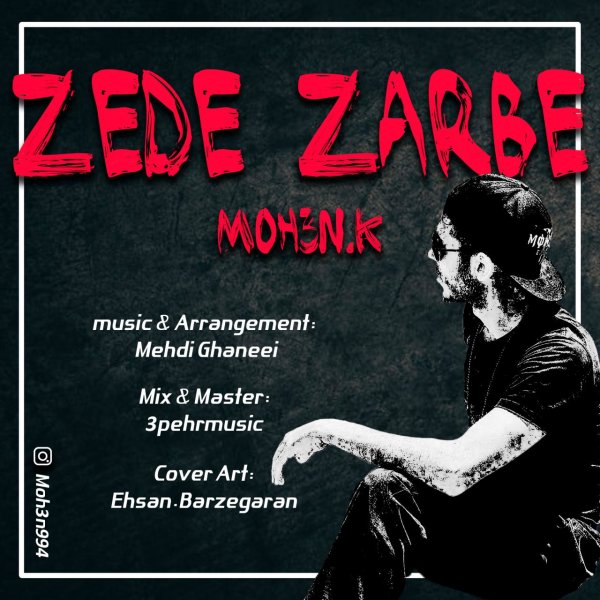 ZEDE ZARBE
MOH3N.K
music & Arrangement:
Mehdi Ghaneei
Mix & Master:
3pehrmusic
Cover Art:
Ehsan.Barzegaran
Moh3n994